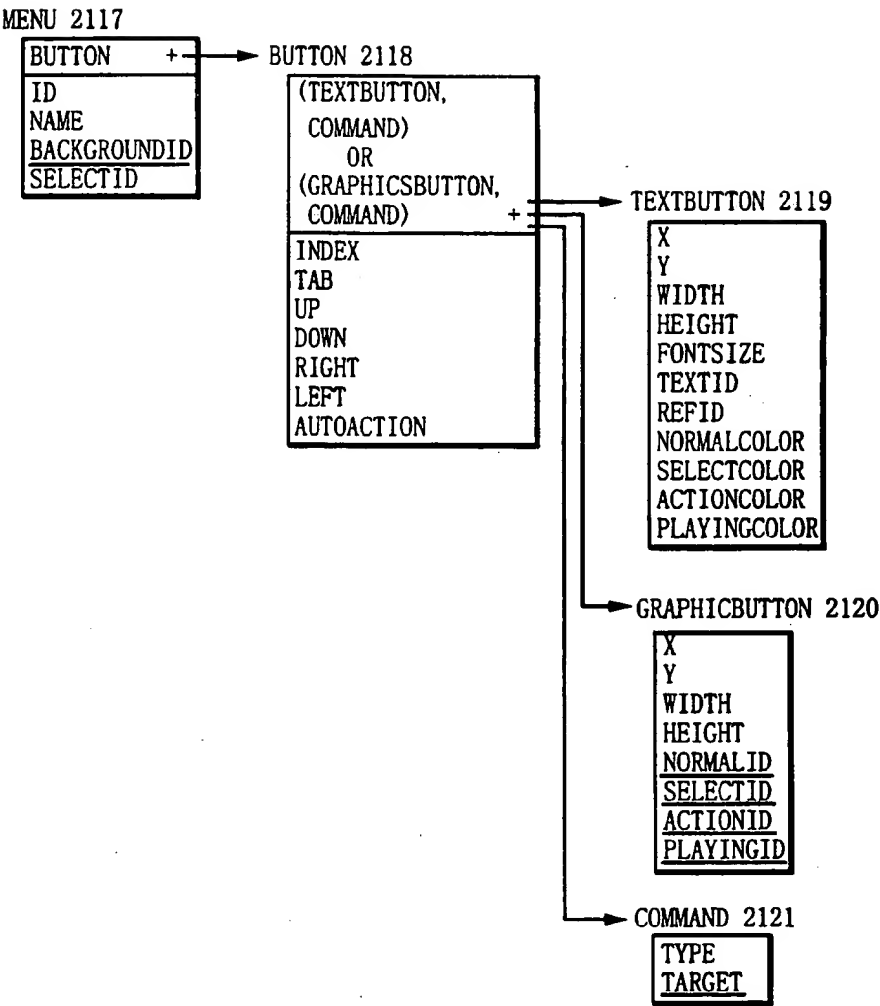 MENU 2117
BUTTON +
ID
NAME
BACKGROUNDID
SELECTID
BUTTON 2118
(TEXTBUTTON,
COMMAND)
OR
(GRAPHICSBUTTON,
COMMAND) +
INDEX
TAB
UP
DOWN
RIGHT
LEFT
AUTOACTION
TEXTBUTTON 2119
X
Y
WIDTH
HEIGHT
FONTSIZE
TEXTID
REFID
NORMALCOLOR
SELECTCOLOR
ACTIONCOLOR
PLAYINGCOLOR
GRAPHICBUTTON 2120
X
Y
WIDTH
HEIGHT
NORMALID
SELECTID
ACTIONID
PLAYINGID
COMMAND 2121
TYPE
TARGET